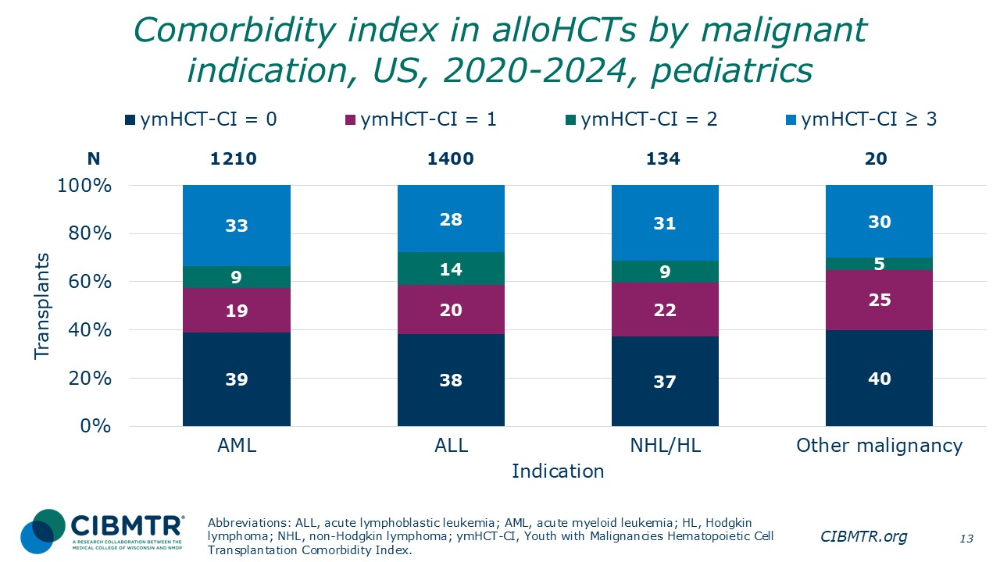 Comorbidity index in alloHCTs by malignant
indication, US, 2020-2024, pediatrics
ymHCT-CI = 0 ymHCT-CI = 1 ymHCT-CI = 2 ymHCT-CI ≥ 3
N 1210 1400 134 20
100%
80%
60%
40%
20%
0%
Transplants
33 28 31 30
9 14 9 5
19 20 22 25
39 38 37 40
AML ALL NHL/HL Other malignancy
Indication
CIBMTR®
A RESEARCH COLLABORATION BETWEEN THE
MEDICAL COLLEGE OF WISCONSIN AND NMDP
Abbreviations: ALL, acute lymphoblastic leukemia; AML, acute myeloid leukemia; HL, Hodgkin
lymphoma; NHL, non-Hodgkin lymphoma; ymHCT-CI, Youth with Malignancies Hematopoietic Cell
Transplantation Comorbidity Index.
CIBMTR.org 13